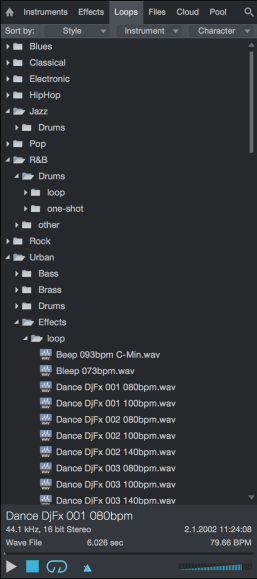 Instruments Effects Loops Files Cloud Pool
Sort by: Style Instrument Character
Blues
Classical
Electronic
HipHop
Jazz
Drums
Pop
R&B
Drums
loop
one-shot
other
Rock
Urban
Bass
Brass
Drums
Effects
loop
Beep 093bpm C-Min.wav
Bleep 073bpm.wav
Dance DjFx 001 080bpm.wav
Dance DjFx 001 100bpm.wav
Dance DjFx 002 080bpm.wav
Dance DjFx 002 100bpm.wav
Dance DjFx 002 140bpm.wav
Dance DjFx 003 080bpm.wav
Dance DjFx 003 100bpm.wav
Dance DjFx 003 140bpm.wav
Dance DjFx 001 080bpm
44.1 kHz, 16 bit Stereo 2.1.2002 11:24:08
Wave File 6.026 sec 79.66 BPM